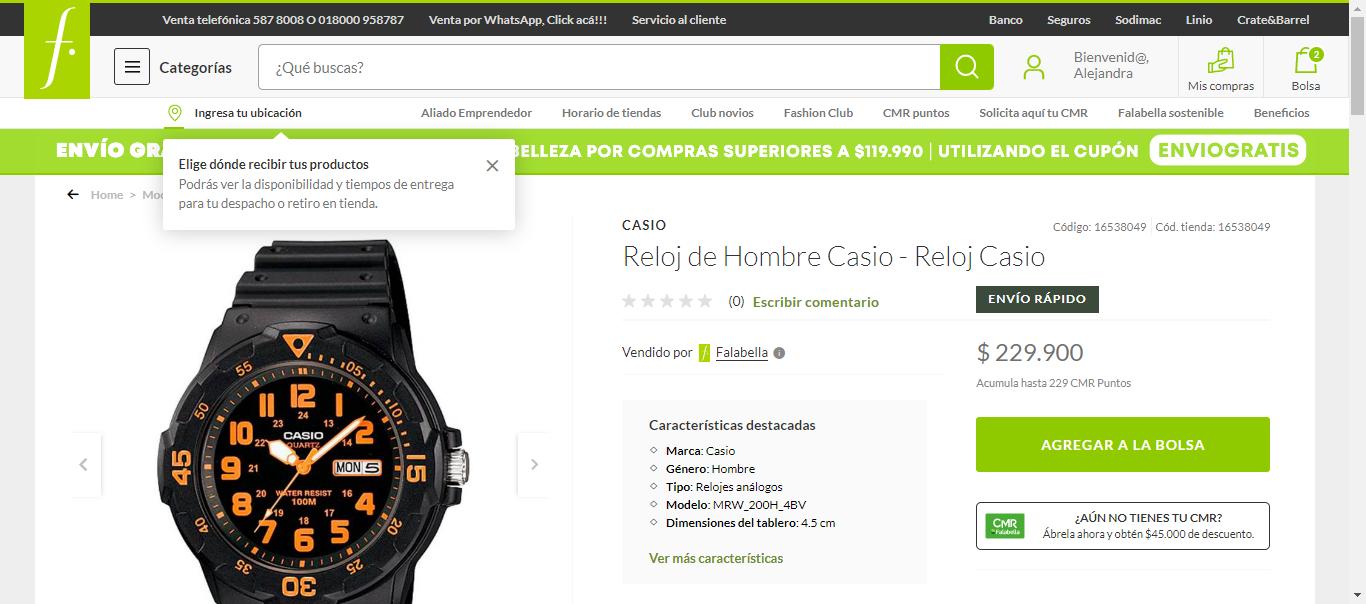 Venta telefónica 587 8008 O 018000 958787
Venta por WhatsApp, Click acá!!!
Servicio al cliente
Banco
Seguros
Sodimac
Linio
Crate&Barrel
f.
Categorías
¿Qué buscas?
Bienvenid@,
Alejandra
Mis compras
2
Bolsa
Ingresa tu ubicación
Aliado Emprendedor
Horario de tiendas
Club novios
Fashion Club
CMR puntos
Solicita aquí tu CMR
Falabella sostenible
Beneficios
ENVÍO GRA
BELLEZA POR COMPRAS SUPERIORES A $119.990 | UTILIZANDO EL CUPÓN
ENVIOGRATIS
Elige dónde recibir tus productos
Podrás ver la disponibilidad y tiempos de entrega
para tu despacho o retiro en tienda.
Home > Mod
CASIO
Código: 16538049
Cód. tienda: 16538049
Reloj de Hombre Casio - Reloj Casio
(0) Escribir comentario
ENVÍO RÁPIDO
Vendido por
Falabella
$ 229.900
Acumula hasta 229 CMR Puntos
AGREGAR A LA BOLSA
Características destacadas
Marca: Casio
Género: Hombre
Tipo: Relojes análogos
Modelo: MRW_200H_4BV
Dimensiones del tablero: 4.5 cm
Ver más características
CMR
Falabella
¿AÚN NO TIENES TU CMR?
Ábrela ahora y obtén $45.000 de descuento.
55
05
50
10
45
15
40
20
35
25
30
12
11
1
24
23
13
10
2
22
14
CASIO
QUARTZ
9
21
MON 5
20
16
8
4
WATER RESIST
100M
19
17
18
7
5
6